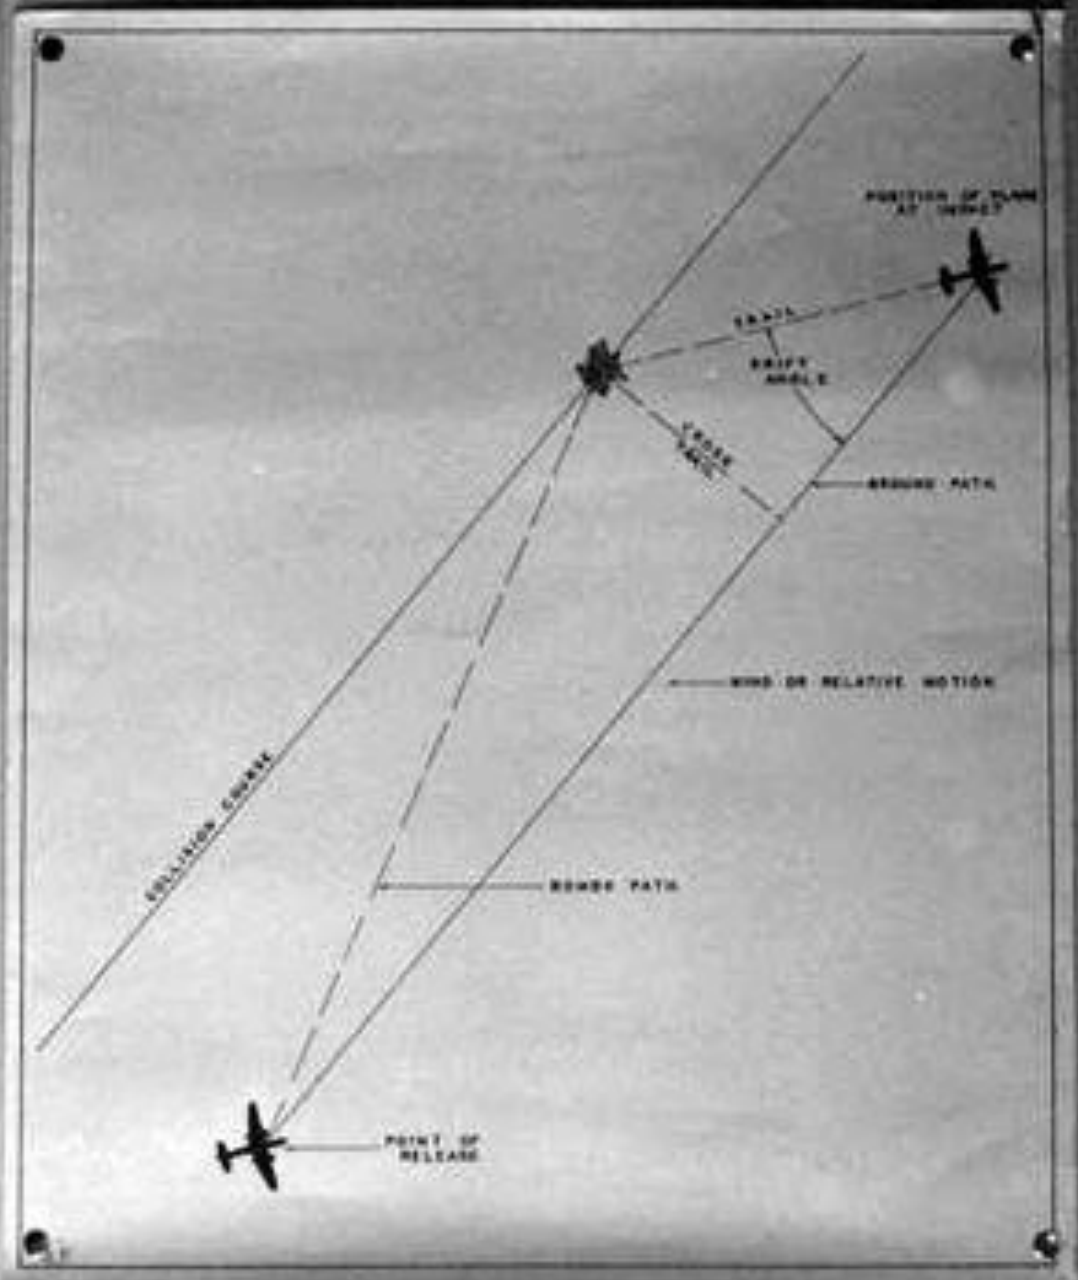 POSITION OF PLANE
AT IMPACT
TRAIL
DRIFT
ANGLE
CROSS
TRAIL
GROUND PATH
WIND OR RELATIVE MOTION
COLLISION COURSE
BOMBS PATH
POINT OF
RELEASE